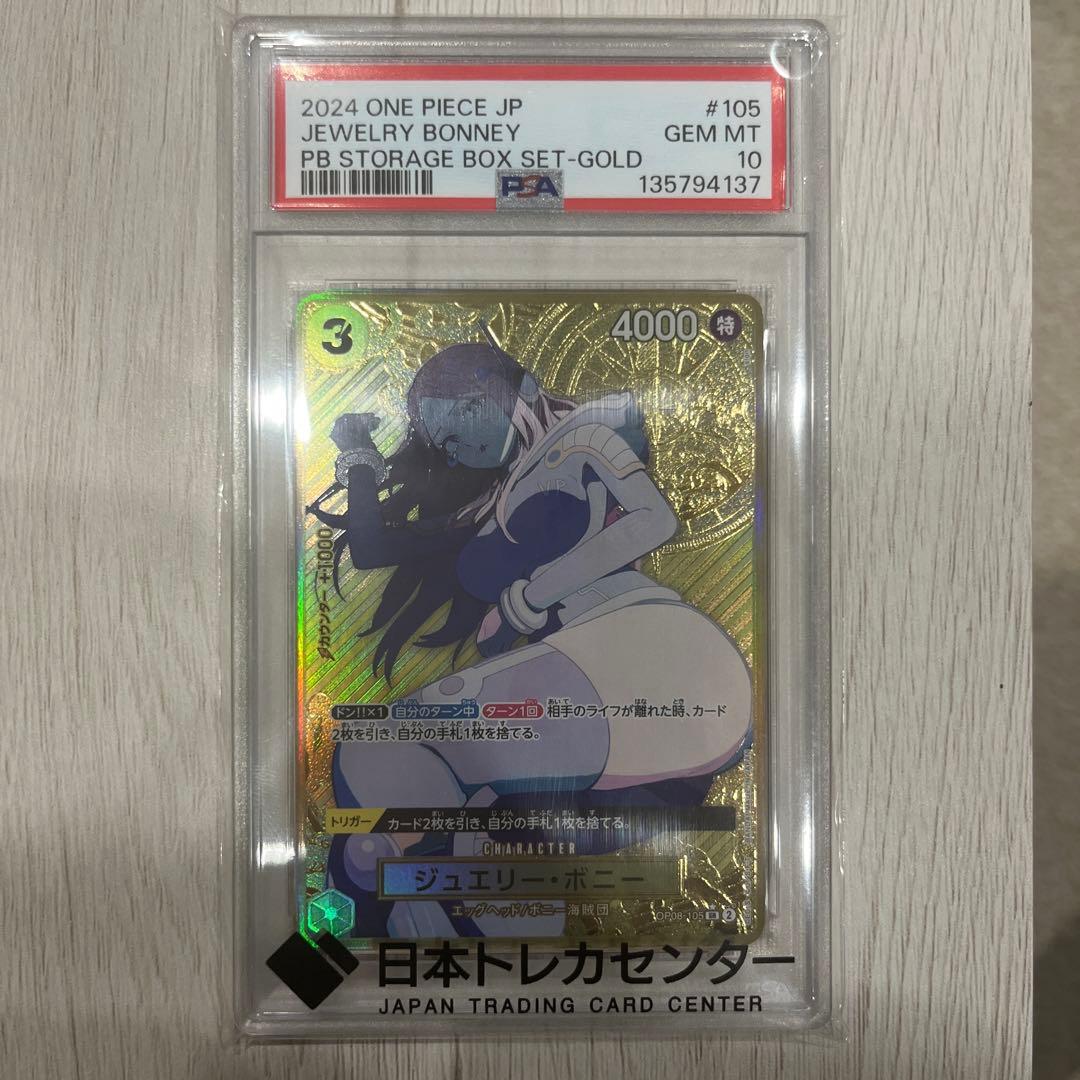 2024 ONE PIECE JP #105
JEWELRY BONNEY GEM MT
PB STORAGE BOX SET-GOLD 10
PSA 135794137
3 4000 特
VP
カウンター +1000
ドン!!×1 自分のターン中 ターン1回 相手のライフが離れた時、カード
2枚を引き、自分の手札1枚を捨てる。
トリガー カード2枚を引き、自分の手札1枚を捨てる。
CHARACTER
ジュエリー・ボニー
エッグヘッド/ボニー海賊団
OP08-105 SR 2
日本トレカセンター
JAPAN TRADING CARD CENTER